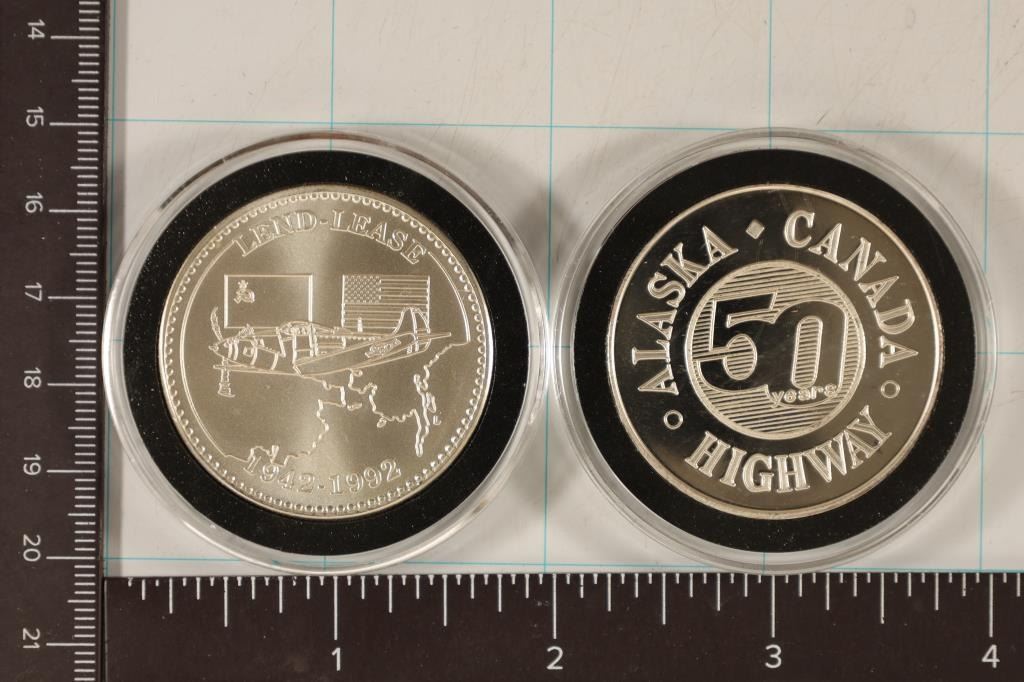 14
15
16
17
18
19
20
21
LEND-LEASE
1942-1992
ALASKA CANADA
50
years
HIGHWAY
1 2 3 4